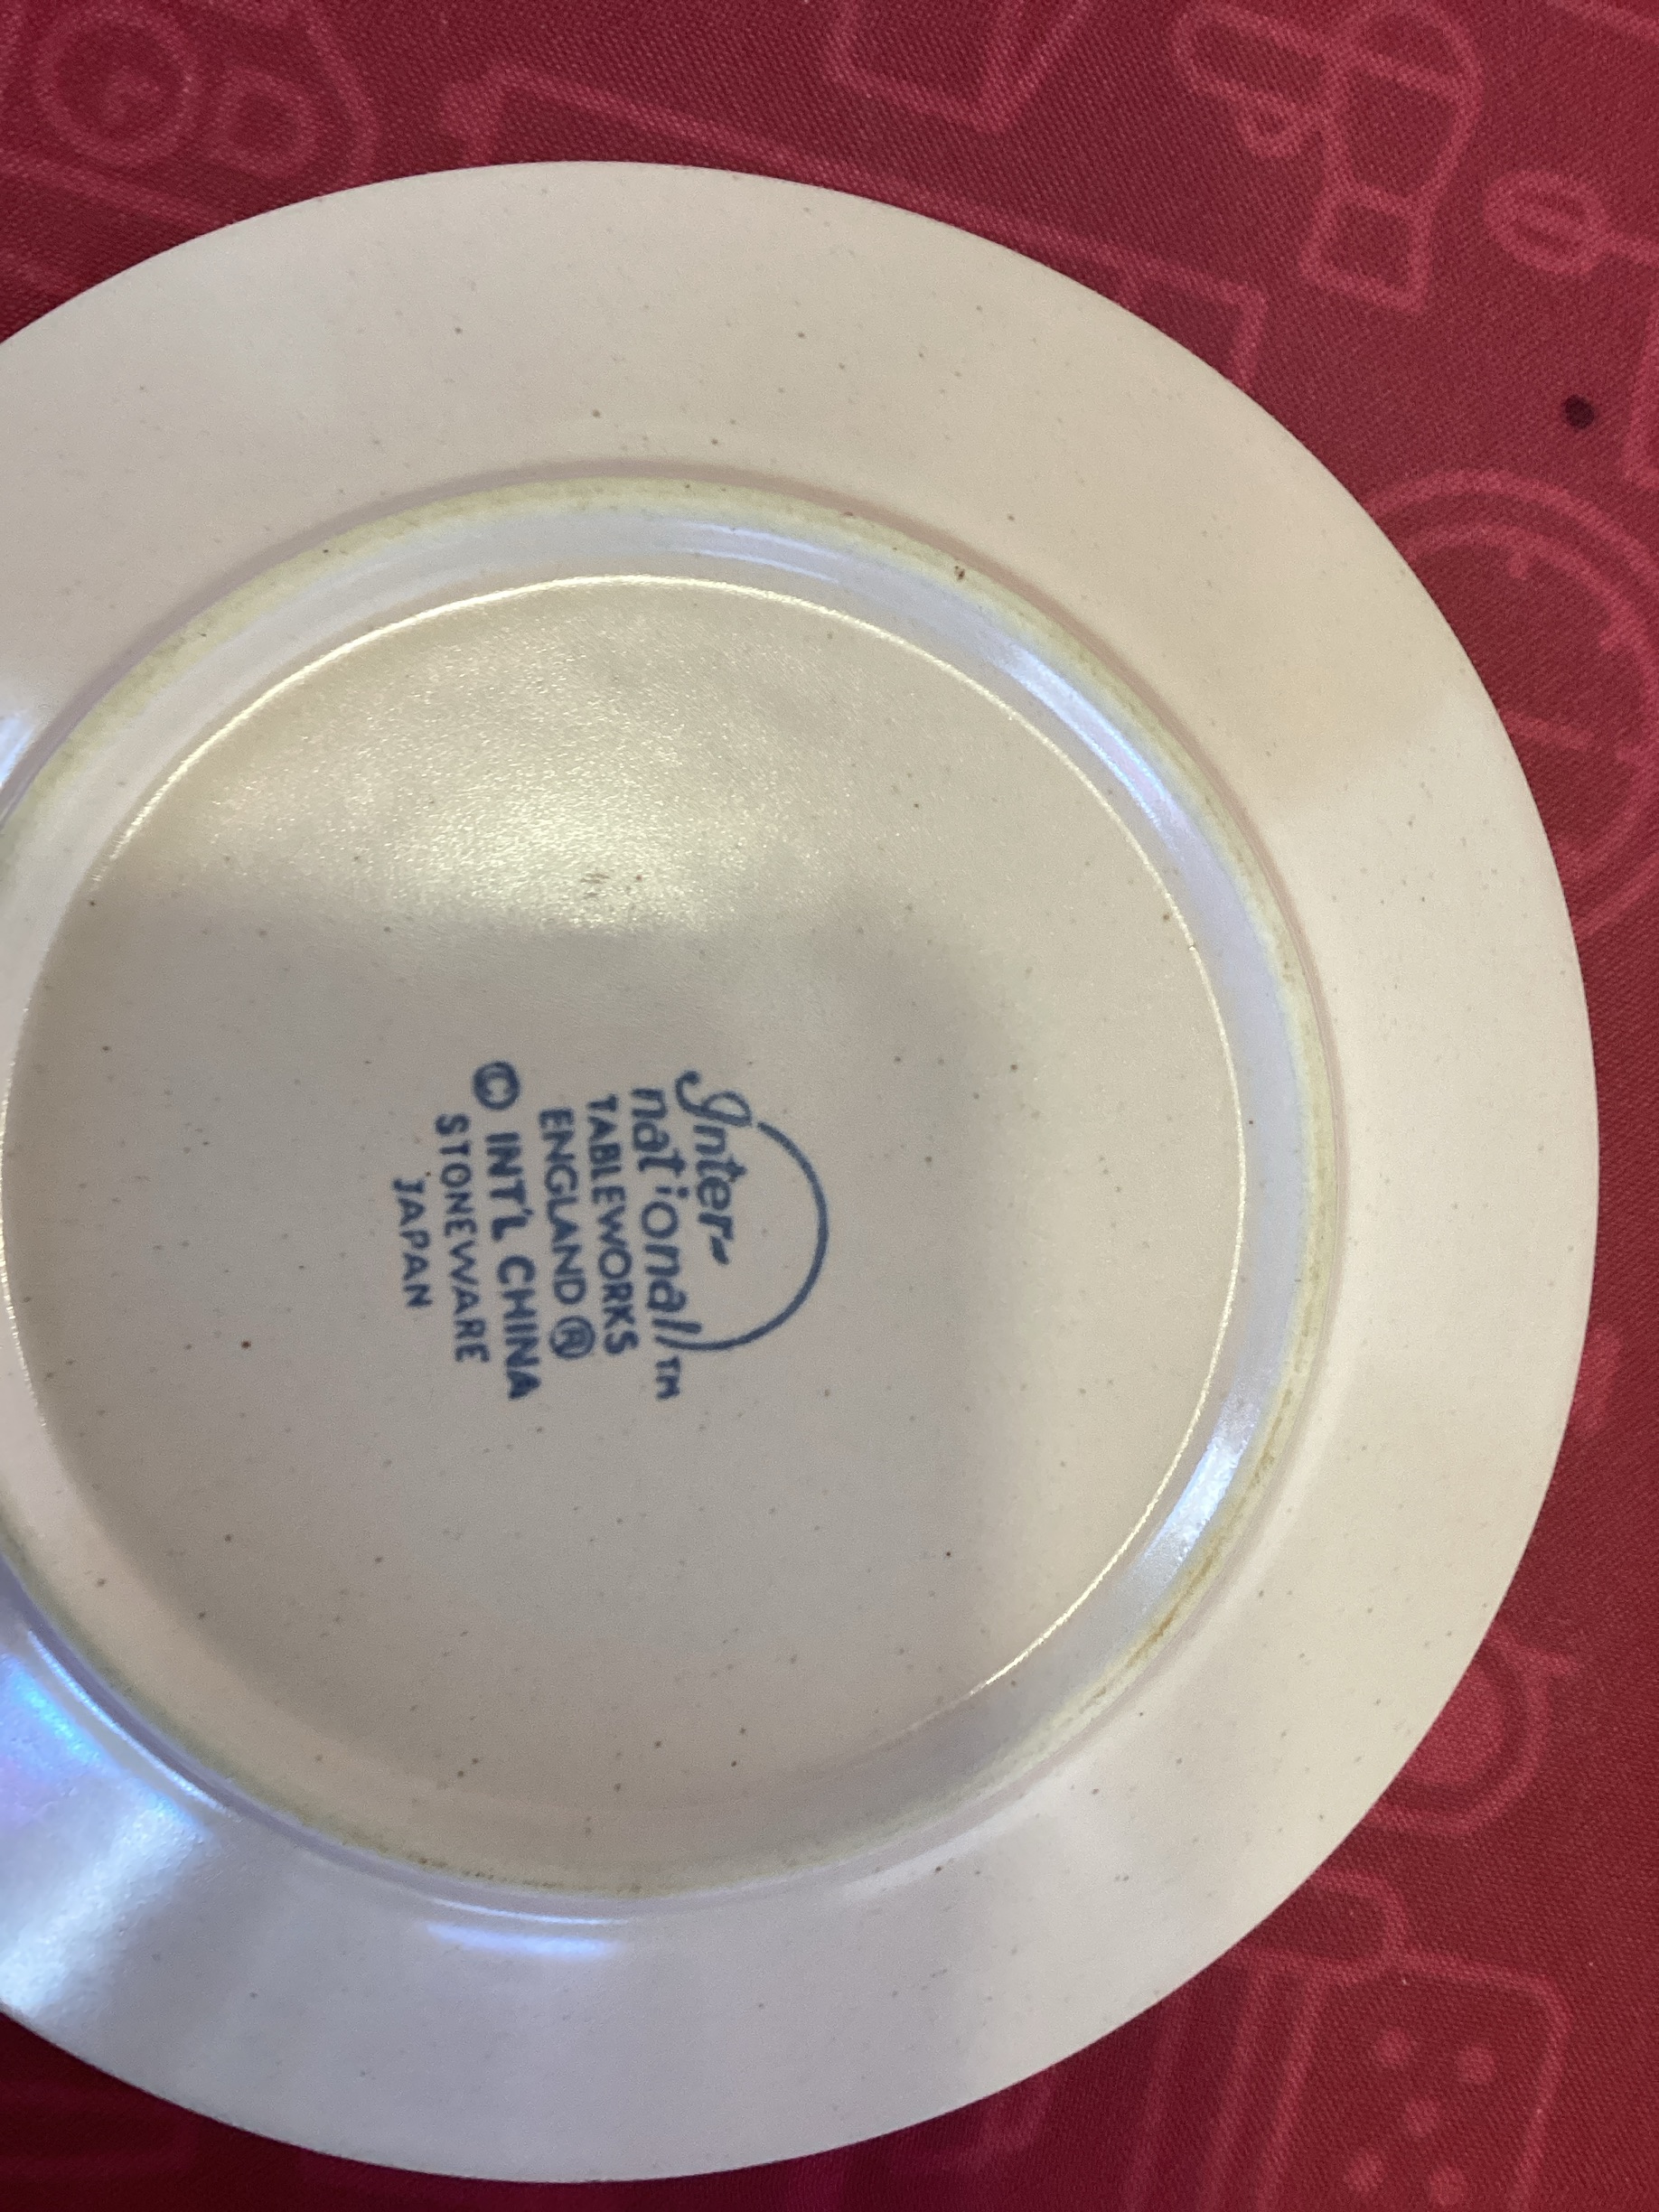 Inter-
national™
TABLEWORKS
ENGLAND ®
© INT'L CHINA
STONEWARE
JAPAN